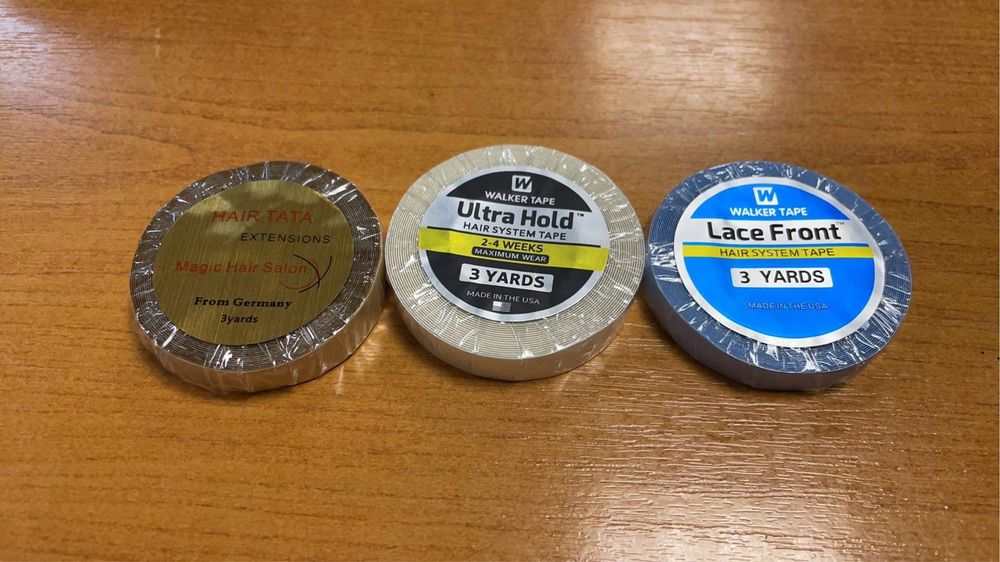 HAIR TATA
EXTENSIONS
Magic Hair Salon
From Germany
3yards
W
WALKER TAPE
Ultra Hold™
HAIR SYSTEM TAPE
2-4 WEEKS
MAXIMUM WEAR
3 YARDS
MADE IN THE USA
W
WALKER TAPE
Lace Front™
HAIR SYSTEM TAPE
3 YARDS
MADE IN THE USA